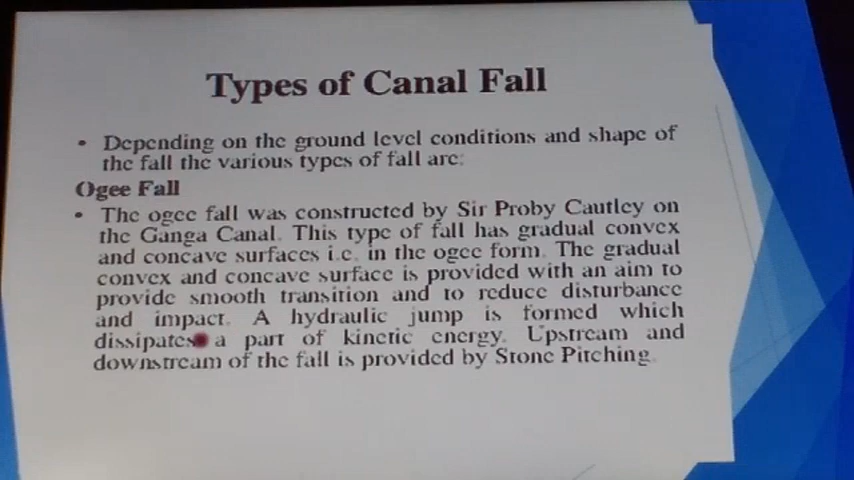 Types of Canal Fall
• Depending on the ground level conditions and shape of
the fall the various types of fall are:
Ogee Fall
• The ogee fall was constructed by Sir Proby Cautley on
the Ganga Canal. This type of fall has gradual convex
and concave surfaces i.e. in the ogee form. The gradual
convex and concave surface is provided with an aim to
provide smooth transition and to reduce disturbance
and impact. A hydraulic jump is formed which
dissipates a part of kinetic energy. Upstream and
downstream of the fall is provided by Stone Pitching.